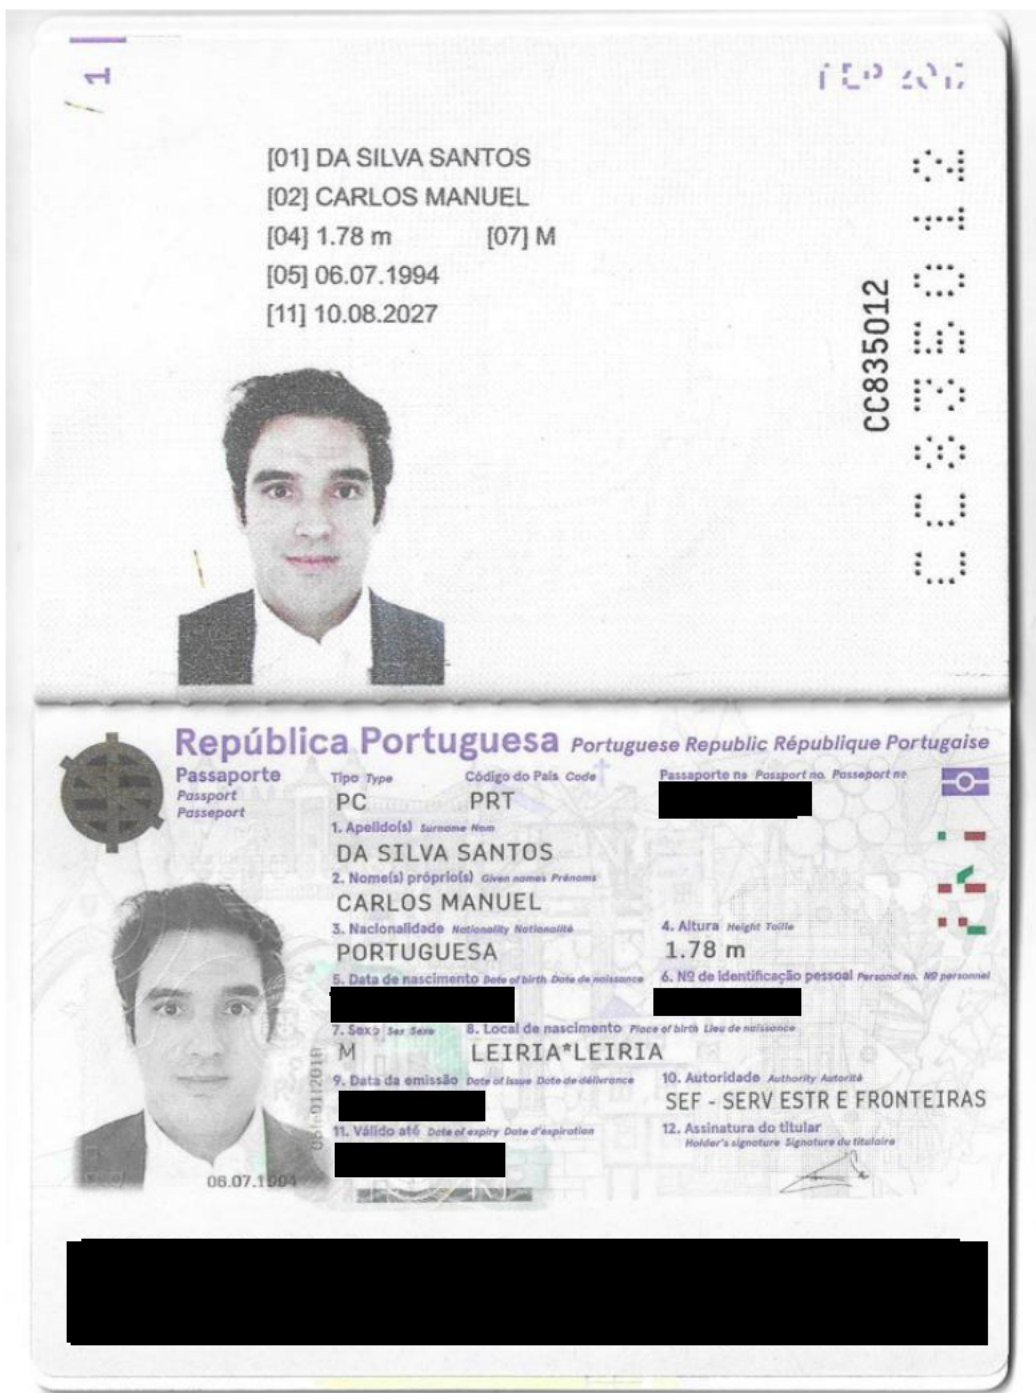 1
[01] DA SILVA SANTOS
[02] CARLOS MANUEL
[04] 1.78 m [07] M
[05] 06.07.1994
[11] 10.08.2027
CC835012
CC835012
República Portuguesa Portuguese Republic République Portugaise
Passaporte
Passport
Passeport
Tipo Type Código do País Code Passaporte nº Passport no. Passeport nº
PC PRT
1. Apelido(s) Surname Nom
DA SILVA SANTOS
2. Nome(s) próprio(s) Given names Prénoms
CARLOS MANUEL
3. Nacionalidade Nationality Nationalité 4. Altura Height Taille
PORTUGUESA 1.78 m
5. Data de nascimento Date of birth Date de naissance 6. Nº de identificação pessoal Personal no. Nº personnel
7. Sexo Sex Sexe 8. Local de nascimento Place of birth Lieu de naissance
M LEIRIA*LEIRIA
9. Data da emissão Date of issue Date de délivrance 10. Autoridade Authority Autorité
SEF - SERV ESTR E FRONTEIRAS
11. Válido até Date of expiry Date d'expiration 12. Assinatura do titular
Holder's signature Signature du titulaire
06.07.1994